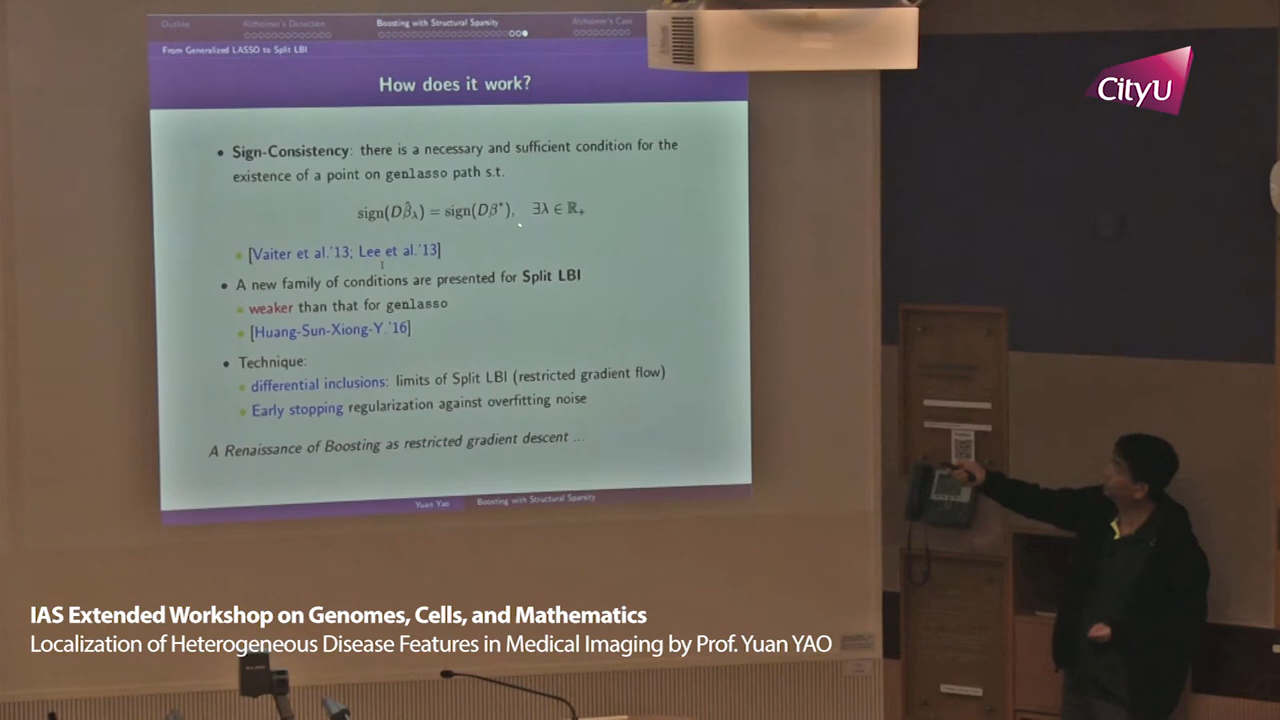 Outline Alzheimer's Detection Boosting with Structural Sparsity Alzheimer's Case
From Generalized LASSO to Split LBI
How does it work?
• Sign-Consistency: there is a necessary and sufficient condition for the
existence of a point on genlasso path s.t.
sign(Dβ̂λ) = sign(Dβ*), ∃λ ∈ ℝ₊
• [Vaiter et al.'13; Lee et al.'13]
• A new family of conditions are presented for Split LBI
• weaker than that for genlasso
• [Huang-Sun-Xiong-Y.'16]
• Technique:
• differential inclusions: limits of Split LBI (restricted gradient flow)
• Early stopping regularization against overfitting noise
A Renaissance of Boosting as restricted gradient descent ...
Yuan Yao Boosting with Structural Sparsity
CityU
IAS Extended Workshop on Genomes, Cells, and Mathematics
Localization of Heterogeneous Disease Features in Medical Imaging by Prof. Yuan YAO